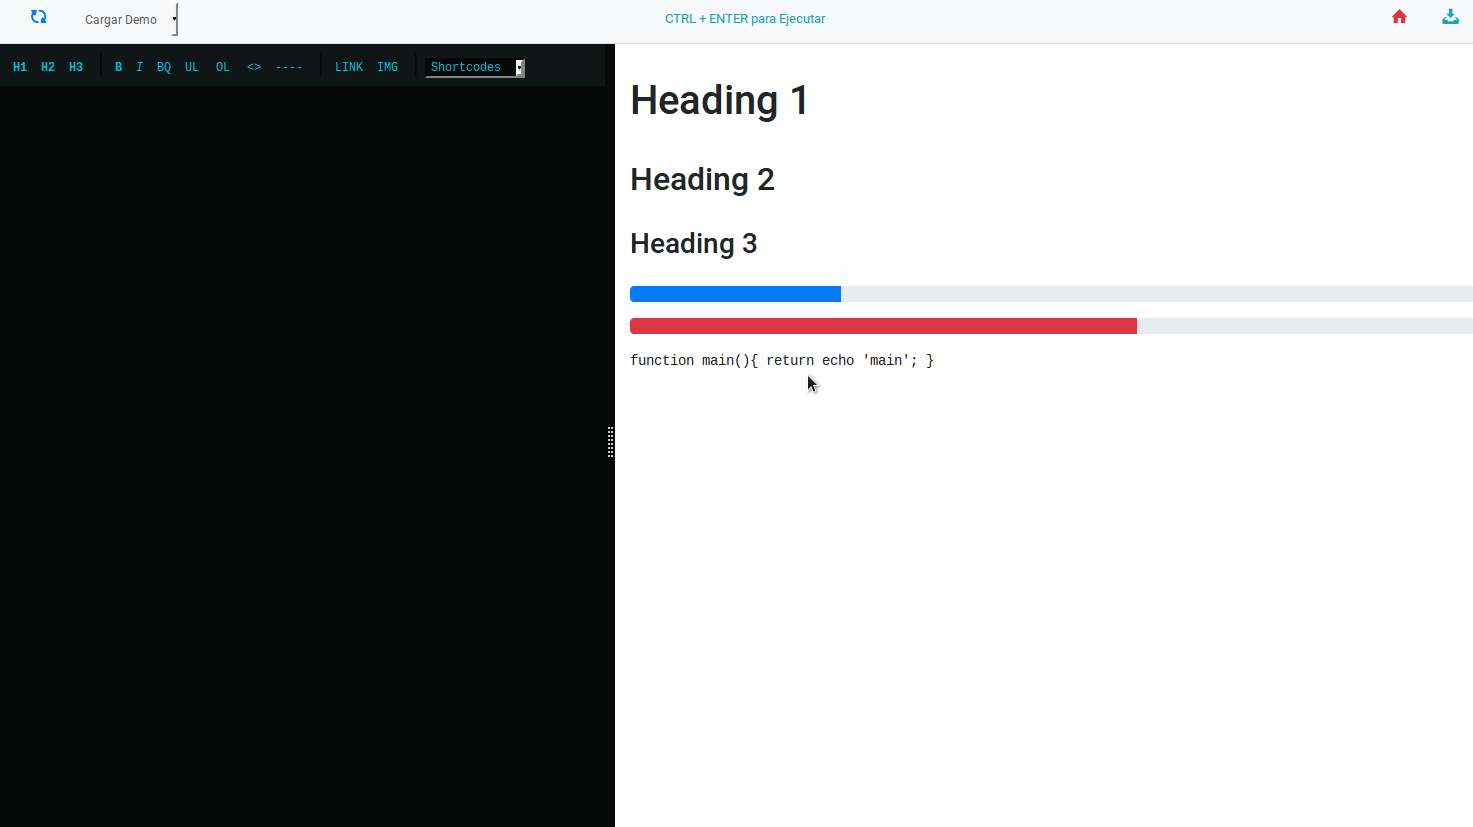 Cargar Demo
CTRL + ENTER para Ejecutar
H1 H2 H3 B I BQ UL OL <> ---- LINK IMG Shortcodes
Heading 1
Heading 2
Heading 3
function main(){ return echo 'main'; }